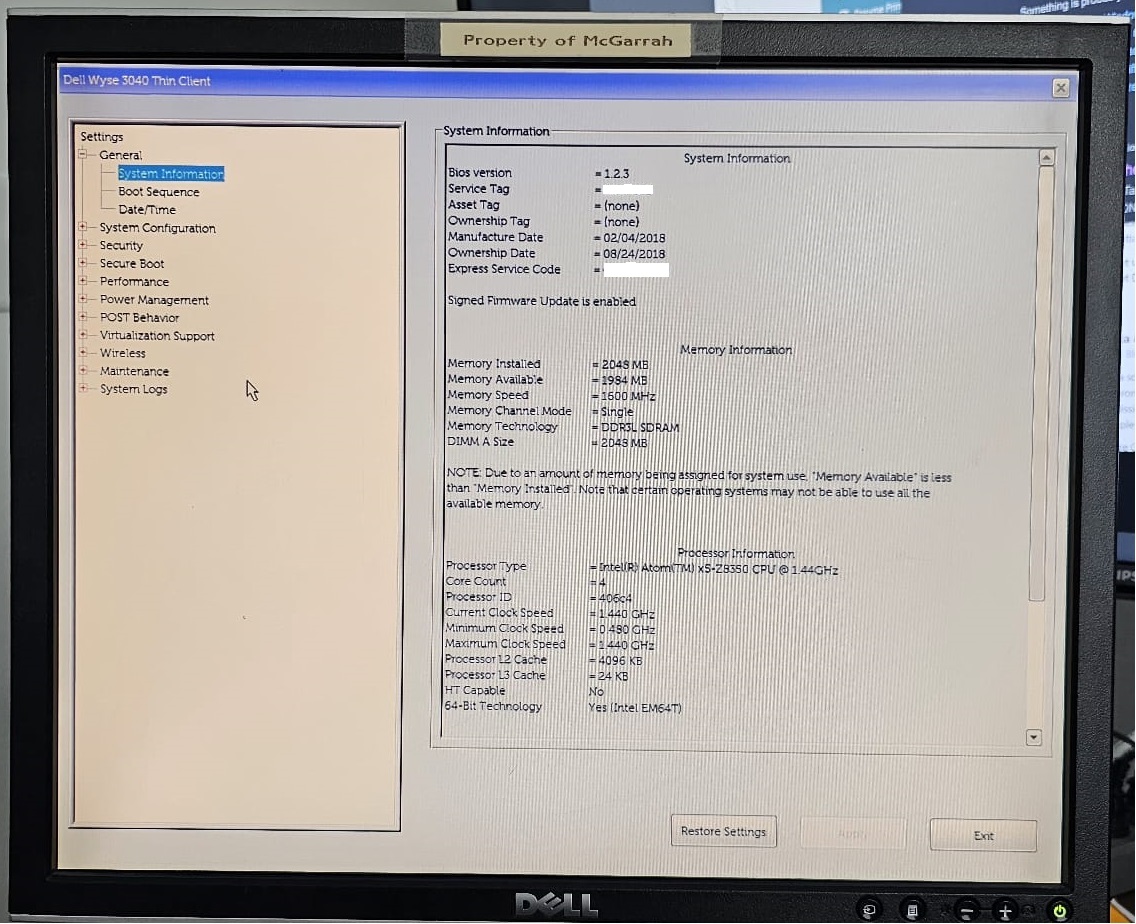 Something is pro
Property of McGarrah
Dell Wyse 3040 Thin Client
Settings
General
System Information
Boot Sequence
Date/Time
System Configuration
Security
Secure Boot
Performance
Power Management
POST Behavior
Virtualization Support
Wireless
Maintenance
System Logs
System Information
System Information
Bios version = 1.2.3
Service Tag =
Asset Tag = (none)
Ownership Tag = (none)
Manufacture Date = 02/04/2018
Ownership Date = 08/24/2018
Express Service Code =
Signed Firmware Update is enabled
Memory Information
Memory Installed = 2048 MB
Memory Available = 1984 MB
Memory Speed = 1600 MHz
Memory Channel Mode = Single
Memory Technology = DDR3L SDRAM
DIMM A Size = 2048 MB
NOTE: Due to an amount of memory being assigned for system use, "Memory Available" is less
than "Memory Installed". Note that certain operating systems may not be able to use all the
available memory.
Processor Information
Processor Type = Intel(R) Atom(TM) x5-Z8350 CPU @ 1.44GHz
Core Count = 4
Processor ID = 406c4
Current Clock Speed = 1.440 GHz
Minimum Clock Speed = 0.480 GHz
Maximum Clock Speed = 1.440 GHz
Processor L2 Cache = 4096 KB
Processor L3 Cache = 24 KB
HT Capable No
64-Bit Technology Yes (Intel EM64T)
Restore Settings
Apply
Exit
DELL
IPS